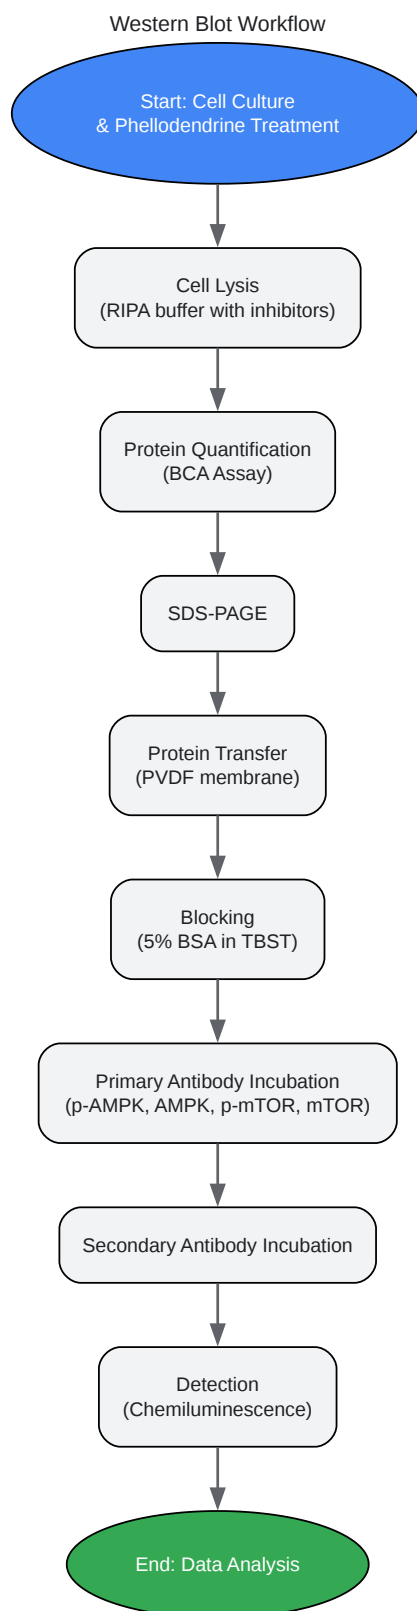 Western Blot Workflow
Start: Cell Culture
& Phellodendrine Treatment
Cell Lysis
(RIPA buffer with inhibitors)
Protein Quantification
(BCA Assay)
SDS-PAGE
Protein Transfer
(PVDF membrane)
Blocking
(5% BSA in TBST)
Primary Antibody Incubation
(p-AMPK, AMPK, p-mTOR, mTOR)
Secondary Antibody Incubation
Detection
(Chemiluminescence)
End: Data Analysis